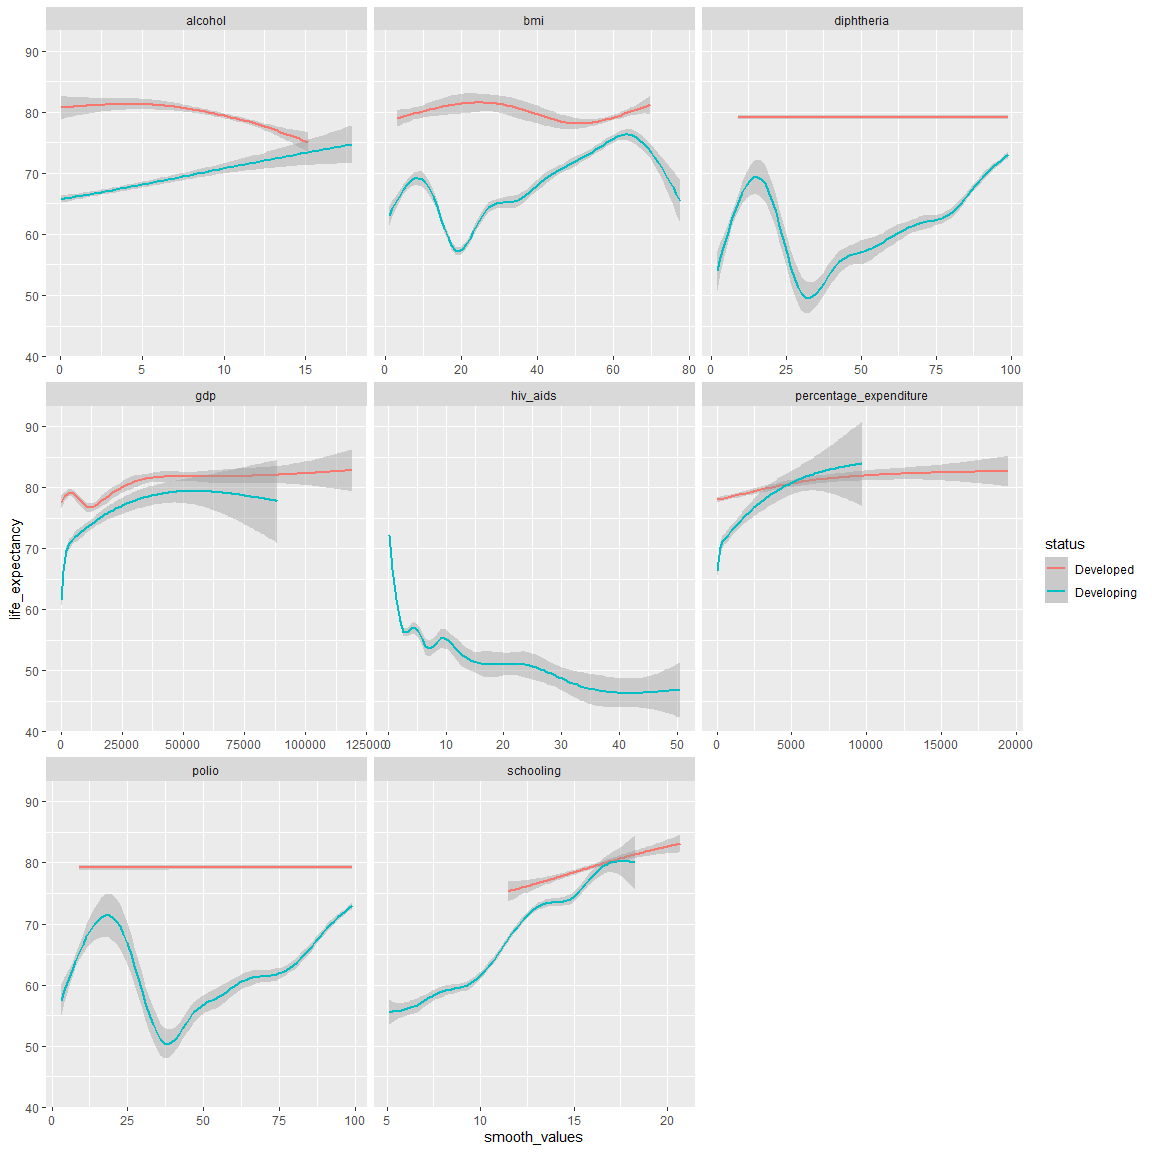 alcohol bmi diphtheria
90
80
70
60
50
40
0 5 10 15 0 20 40 60 80 0 25 50 75 100
gdp hiv_aids percentage_expenditure
90
80
70
60
50
40
0 25000 50000 75000 100000 125000 0 10 20 30 40 50 0 5000 10000 15000 20000
polio schooling
90
80
70
60
50
40
0 25 50 75 100 5 10 15 20
smooth_values
life_expectancy
status
Developed
Developing